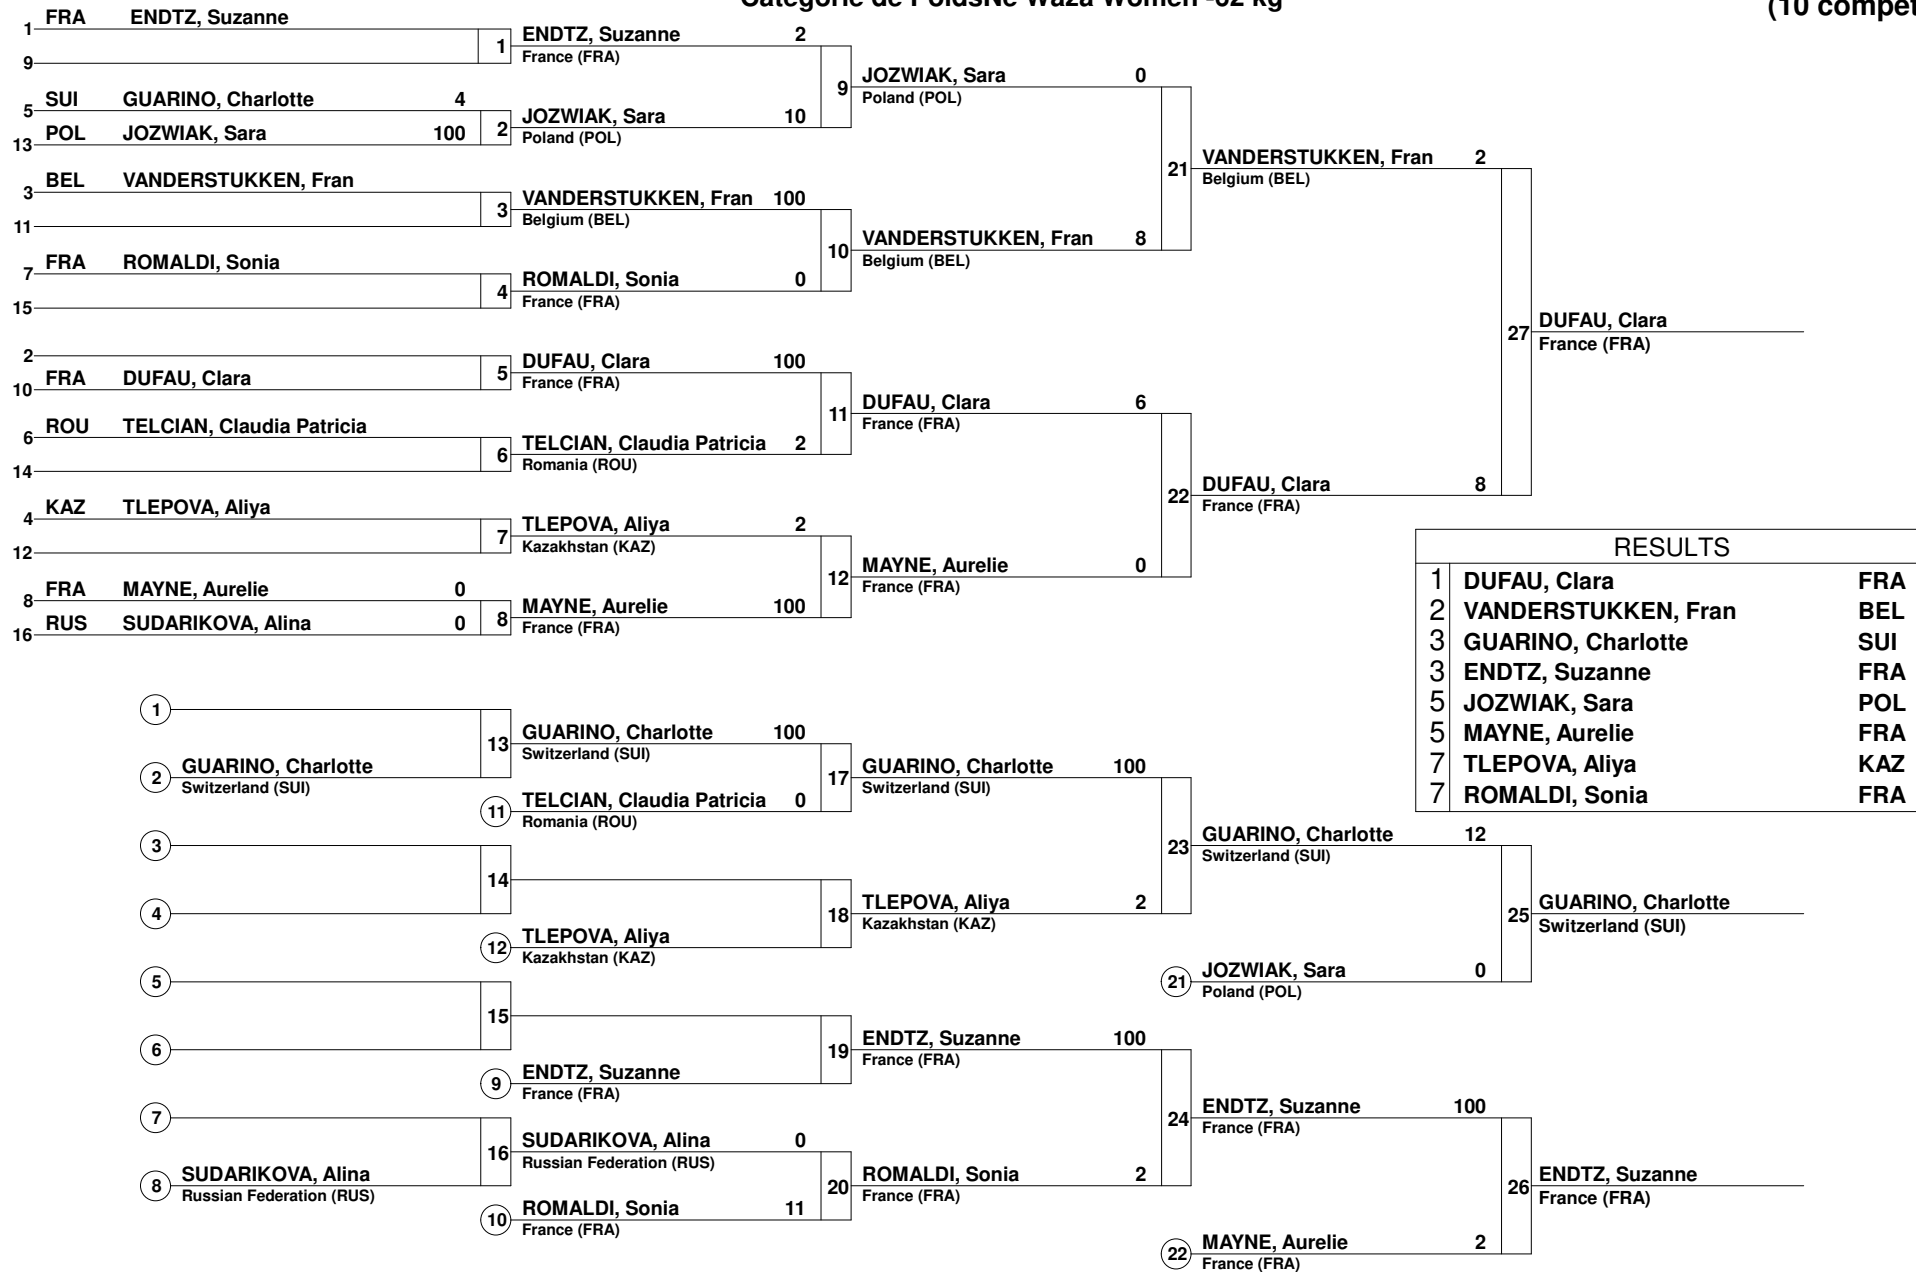 Catégorie de PoidsNe Waza Women -62 kg
(10 compet
1 FRA ENDTZ, Suzanne
9
1 ENDTZ, Suzanne 2
France (FRA)
5 SUI GUARINO, Charlotte 4
13 POL JOZWIAK, Sara 100
2 JOZWIAK, Sara 10
Poland (POL)
9 JOZWIAK, Sara 0
Poland (POL)
3 BEL VANDERSTUKKEN, Fran
11
3 VANDERSTUKKEN, Fran 100
Belgium (BEL)
7 FRA ROMALDI, Sonia
15
4 ROMALDI, Sonia 0
France (FRA)
10 VANDERSTUKKEN, Fran 8
Belgium (BEL)
21 VANDERSTUKKEN, Fran 2
Belgium (BEL)
2
10 FRA DUFAU, Clara
5 DUFAU, Clara 100
France (FRA)
6 ROU TELCIAN, Claudia Patricia
14
6 TELCIAN, Claudia Patricia 2
Romania (ROU)
11 DUFAU, Clara 6
France (FRA)
4 KAZ TLEPOVA, Aliya
12
7 TLEPOVA, Aliya 2
Kazakhstan (KAZ)
8 FRA MAYNE, Aurelie 0
16 RUS SUDARIKOVA, Alina 0
8 MAYNE, Aurelie 100
France (FRA)
12 MAYNE, Aurelie 0
France (FRA)
22 DUFAU, Clara 8
France (FRA)
27 DUFAU, Clara
France (FRA)
RESULTS
1 DUFAU, Clara FRA
2 VANDERSTUKKEN, Fran BEL
3 GUARINO, Charlotte SUI
3 ENDTZ, Suzanne FRA
5 JOZWIAK, Sara POL
5 MAYNE, Aurelie FRA
7 TLEPOVA, Aliya KAZ
7 ROMALDI, Sonia FRA
1
2 GUARINO, Charlotte
Switzerland (SUI)
13 GUARINO, Charlotte 100
Switzerland (SUI)
11 TELCIAN, Claudia Patricia 0
Romania (ROU)
17 GUARINO, Charlotte 100
Switzerland (SUI)
3
4
14
12 TLEPOVA, Aliya
Kazakhstan (KAZ)
18 TLEPOVA, Aliya 2
Kazakhstan (KAZ)
23 GUARINO, Charlotte 12
Switzerland (SUI)
21 JOZWIAK, Sara 0
Poland (POL)
25 GUARINO, Charlotte
Switzerland (SUI)
5
6
15
9 ENDTZ, Suzanne
France (FRA)
19 ENDTZ, Suzanne 100
France (FRA)
7
8 SUDARIKOVA, Alina
Russian Federation (RUS)
16 SUDARIKOVA, Alina 0
Russian Federation (RUS)
10 ROMALDI, Sonia 11
France (FRA)
20 ROMALDI, Sonia 2
France (FRA)
24 ENDTZ, Suzanne 100
France (FRA)
22 MAYNE, Aurelie 2
France (FRA)
26 ENDTZ, Suzanne
France (FRA)